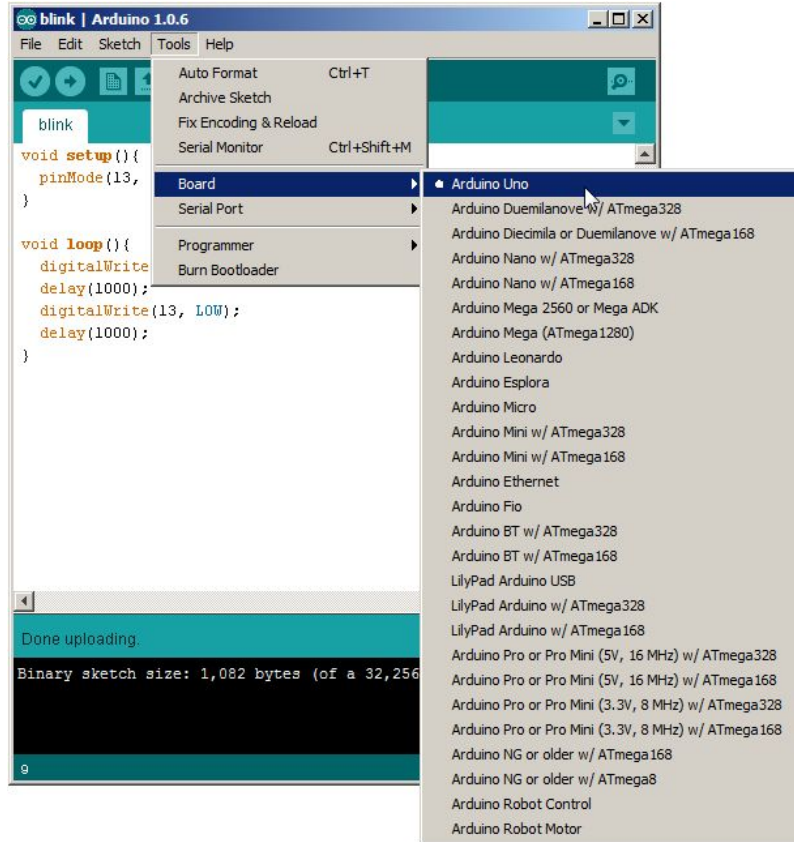 blink | Arduino 1.0.6
File Edit Sketch Tools Help
Auto Format Ctrl+T
Archive Sketch
Fix Encoding & Reload
Serial Monitor Ctrl+Shift+M
Board
Serial Port
Programmer
Burn Bootloader
blink
void setup(){
pinMode(13,
}
void loop(){
digitalWrite
delay(1000);
digitalWrite(13, LOW);
delay(1000);
}
Arduino Uno
Arduino Duemilanove w/ ATmega328
Arduino Diecimila or Duemilanove w/ ATmega168
Arduino Nano w/ ATmega328
Arduino Nano w/ ATmega168
Arduino Mega 2560 or Mega ADK
Arduino Mega (ATmega1280)
Arduino Leonardo
Arduino Esplora
Arduino Micro
Arduino Mini w/ ATmega328
Arduino Mini w/ ATmega168
Arduino Ethernet
Arduino Fio
Arduino BT w/ ATmega328
Arduino BT w/ ATmega168
LilyPad Arduino USB
LilyPad Arduino w/ ATmega328
LilyPad Arduino w/ ATmega168
Arduino Pro or Pro Mini (5V, 16 MHz) w/ ATmega328
Arduino Pro or Pro Mini (5V, 16 MHz) w/ ATmega168
Arduino Pro or Pro Mini (3.3V, 8 MHz) w/ ATmega328
Arduino Pro or Pro Mini (3.3V, 8 MHz) w/ ATmega168
Arduino NG or older w/ ATmega168
Arduino NG or older w/ ATmega8
Arduino Robot Control
Arduino Robot Motor
Done uploading.
Binary sketch size: 1,082 bytes (of a 32,256
9